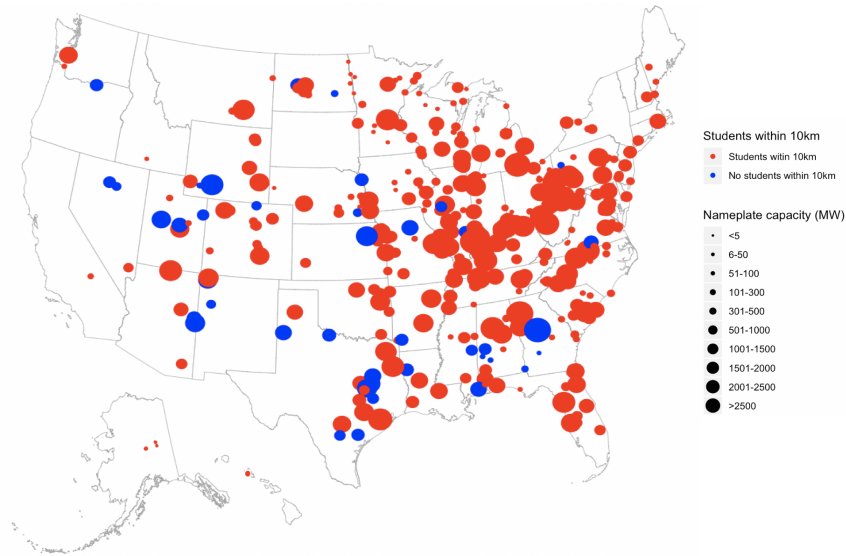 Students within 10km
Students witin 10km
No students within 10km
Nameplate capacity (MW)
<5
6-50
51-100
101-300
301-500
501-1000
1001-1500
1501-2000
2001-2500
>2500